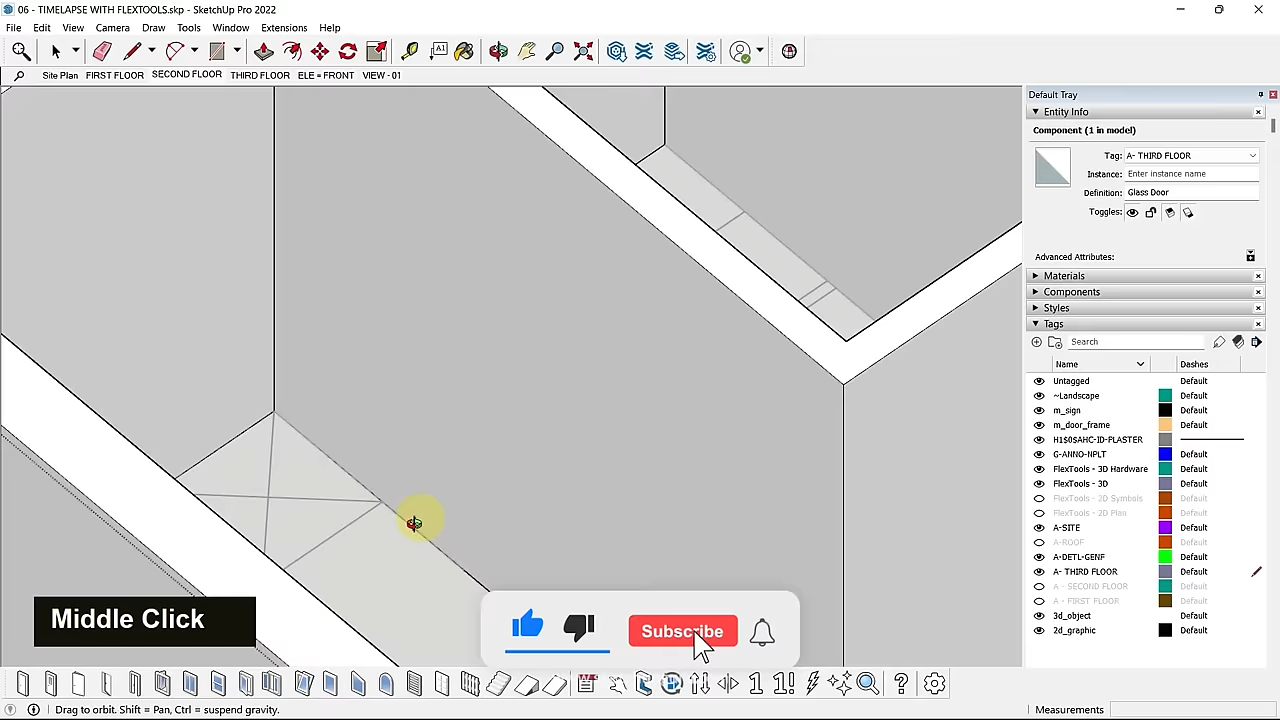 06 - TIMELAPSE WITH FLEXTOOLS.skp - SketchUp Pro 2022
File Edit View Camera Draw Tools Window Extensions Help
A1
Site Plan FIRST FLOOR SECOND FLOOR THIRD FLOOR ELE = FRONT VIEW - 01
Default Tray
Entity Info
Component (1 in model)
Tag: A- THIRD FLOOR
Instance: Enter instance name
Definition: Glass Door
Toggles:
Advanced Attributes:
Materials
Components
Styles
Tags
Search
Name Dashes
Untagged Default
~Landscape Default
m_sign Default
m_door_frame Default
H1$0$AHC-ID-PLASTER
G-ANNO-NPLT Default
FlexTools - 3D Hardware Default
FlexTools - 3D Default
FlexTools - 2D Symbols Default
FlexTools - 2D Plan Default
A-SITE Default
A-ROOF Default
A-DETL-GENF Default
A- THIRD FLOOR Default
A - SECOND FLOOR Default
A - FIRST FLOOR Default
3d_object Default
2d_graphic Default
Middle Click
Subscribe
1 1! ?
Drag to orbit. Shift = Pan, Ctrl = suspend gravity.
Measurements